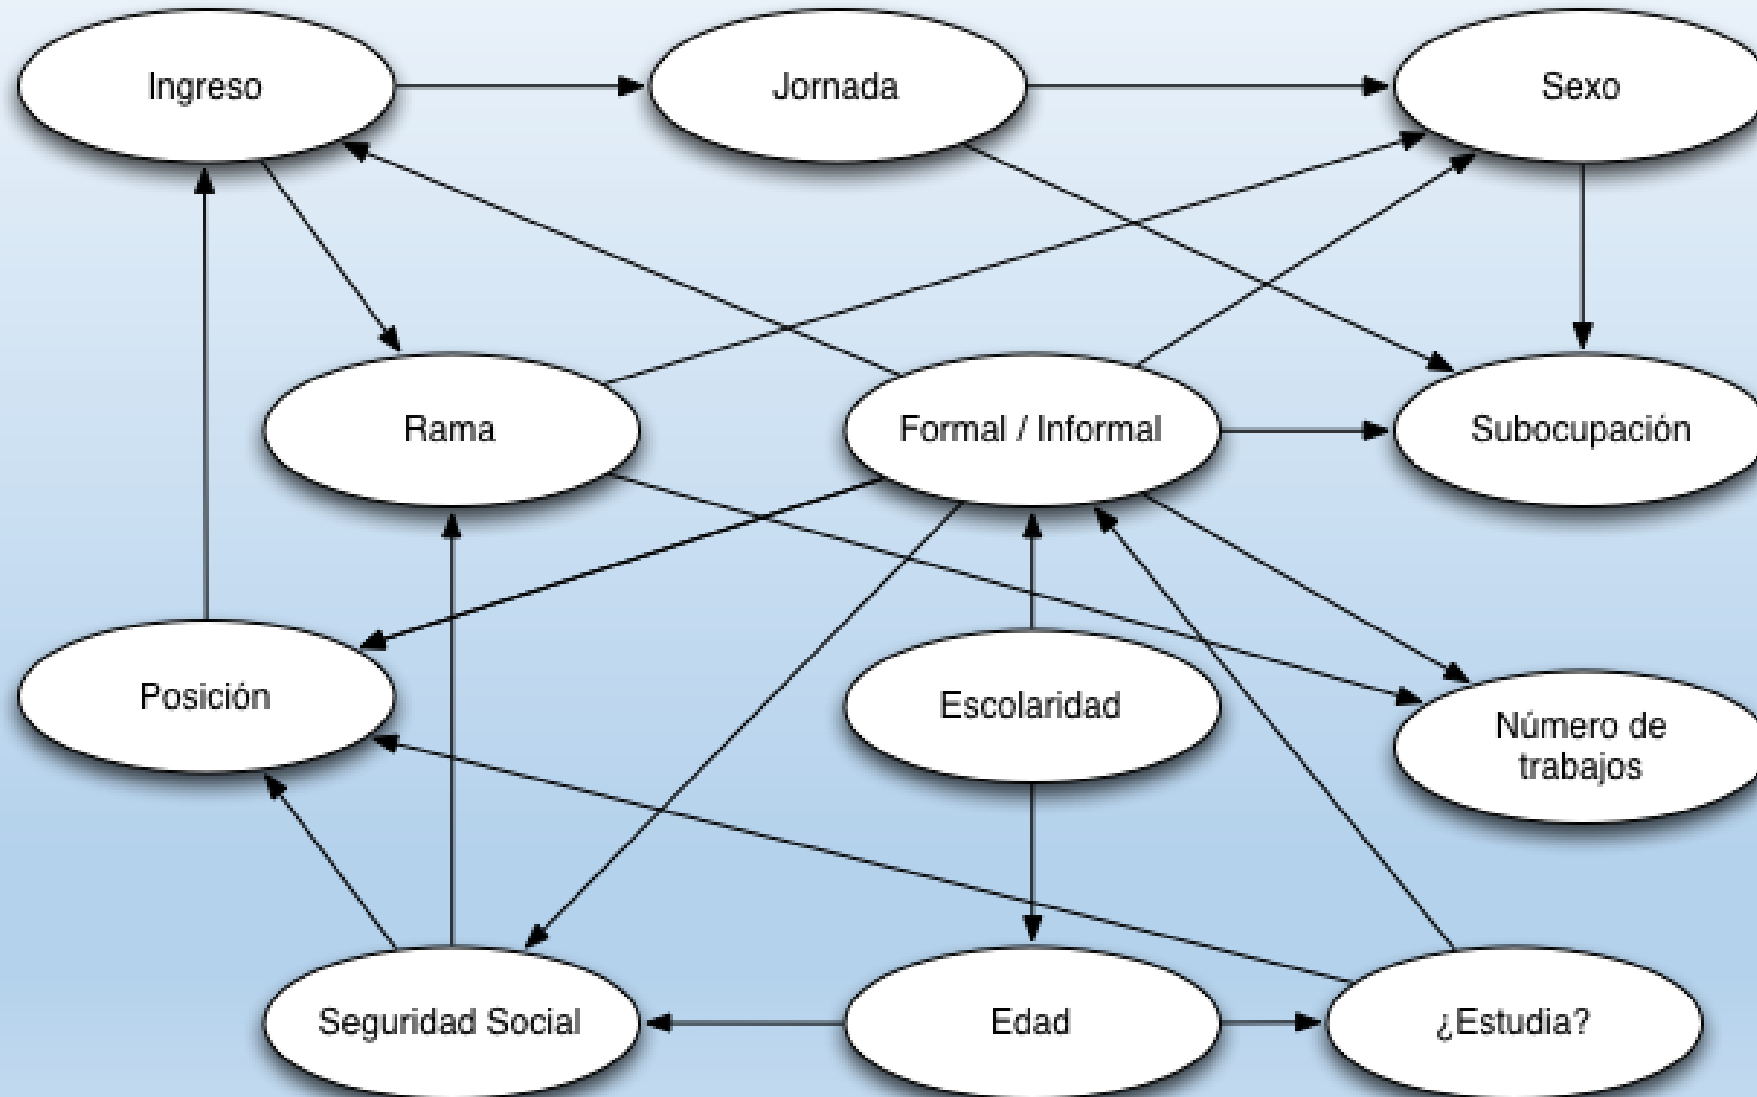 Ingreso
Jornada
Sexo
Rama
Formal / Informal
Subocupación
Posición
Escolaridad
Número de
trabajos
Seguridad Social
Edad
¿Estudia?